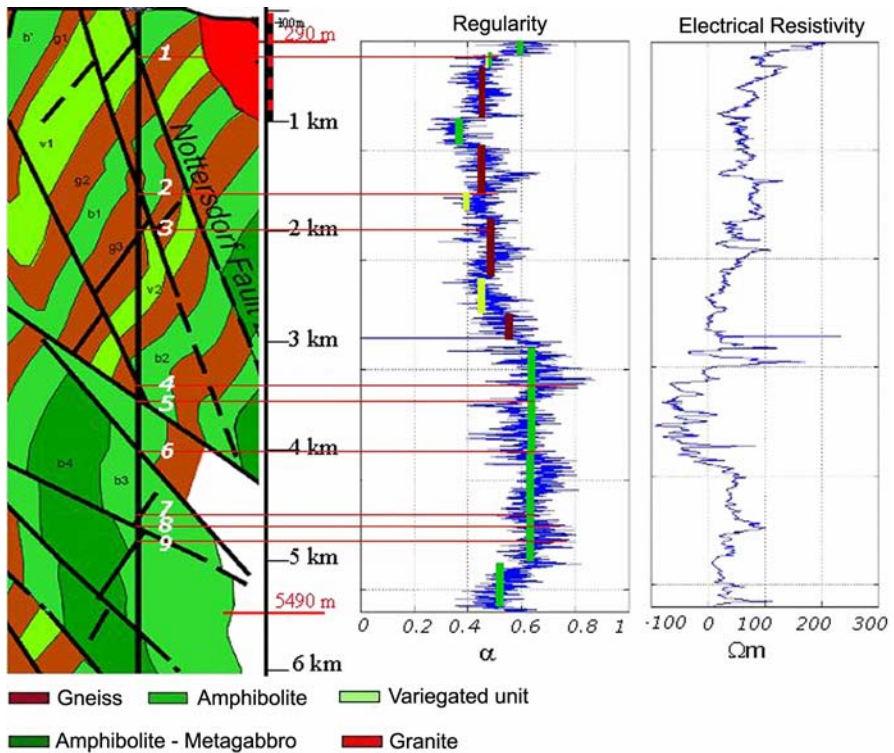 Regularity
Electrical Resistivity
100m
290 m
b'
g1
1
1 km
v1
Nottersdorf Fault
g2
2
b1
3
2 km
g3
v2
3 km
b2
4
5
6
4 km
b4
b3
7
8
9
5 km
5490 m
6 km
0 0.2 0.4 0.6 0.8 1
α
-100 0 100 200 300
Ωm
Gneiss
Amphibolite
Variegated unit
Amphibolite - Metagabbro
Granite